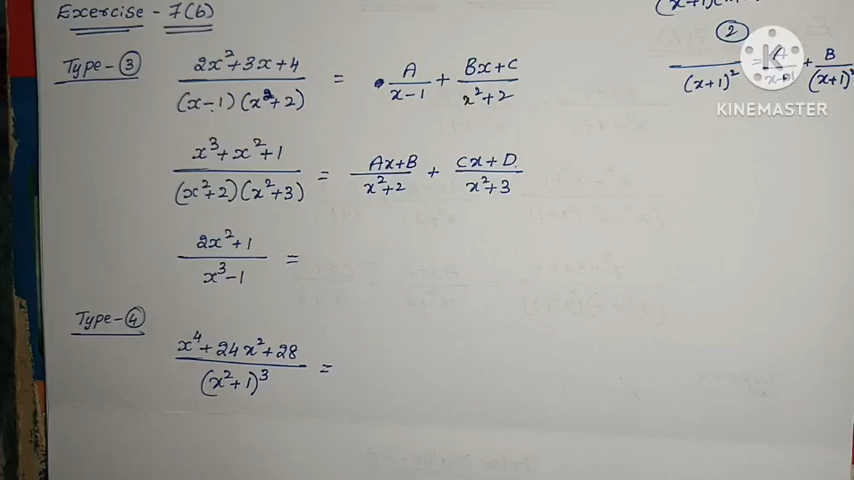 Excercise - 7(b)
Type-③ (2x²+3x+4)/((x-1)(x²+2)) = A/(x-1) + (Bx+C)/(x²+2)
(x³+x²+1)/((x²+2)(x²+3)) = (Ax+B)/(x²+2) + (Cx+D)/(x²+3)
(2x²+1)/(x³-1) =
Type-④
(x⁴+24x²+28)/((x²+1)³) =
②
/(x+1)² = A/ + B/(x+1)²
KINEMASTER